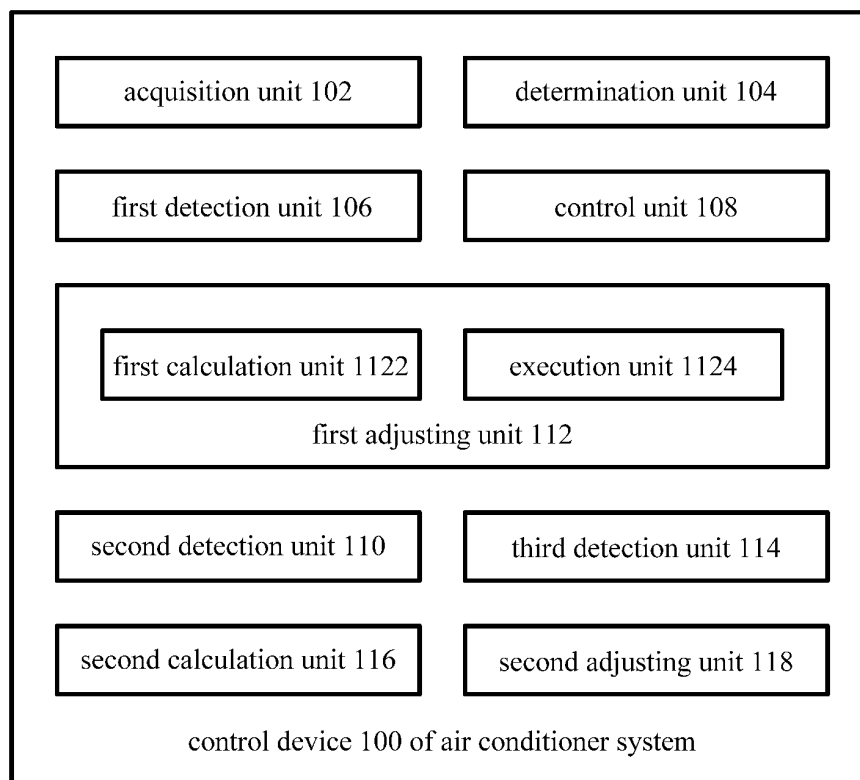 acquisition unit 102
determination unit 104
first detection unit 106
control unit 108
first calculation unit 1122
execution unit 1124
first adjusting unit 112
second detection unit 110
third detection unit 114
second calculation unit 116
second adjusting unit 118
control device 100 of air conditioner system